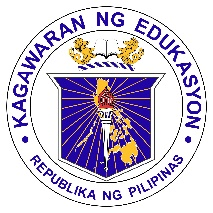 KAGAWARAN NG EDUKASYON
REPUBLIKA NG PILIPINAS